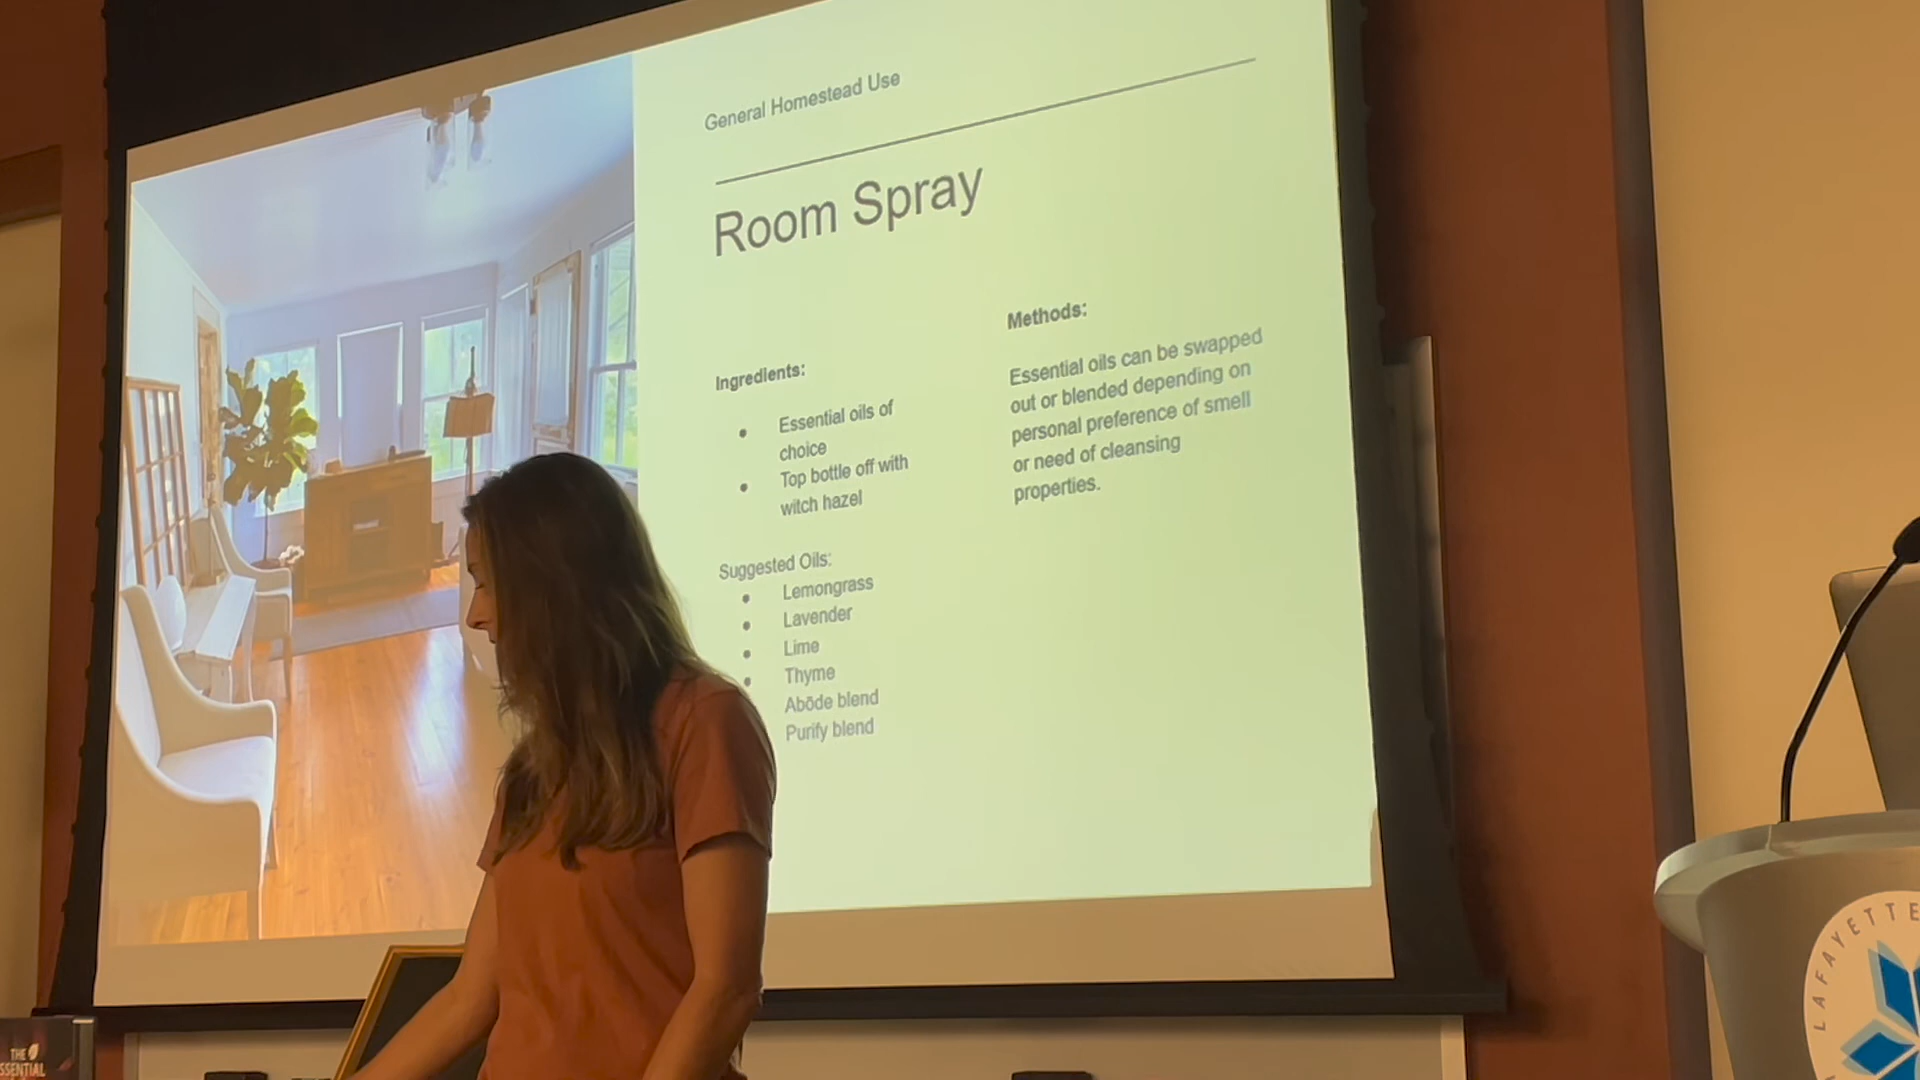 General Homestead Use
Room Spray
Ingredients:
Essential oils of
choice
Top bottle off with
witch hazel
Suggested Oils:
Lemongrass
Lavender
Lime
Thyme
Abōde blend
Purify blend
Methods:
Essential oils can be swapped
out or blended depending on
personal preference of smell
or need of cleansing
properties.
THE
LAFAYETTE